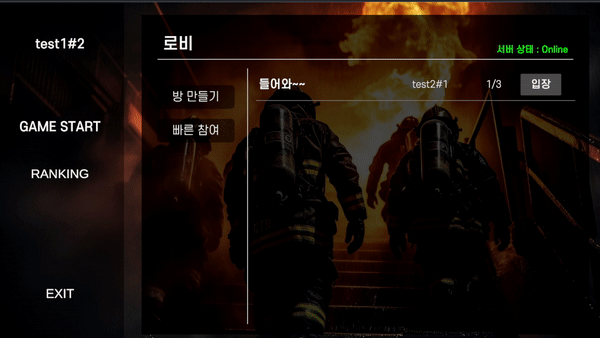 test1#2
GAME START
RANKING
EXIT
로비
서버 상태 : Online
방 만들기
빠른 참여
들어와~~ test2#1 1/3 입장